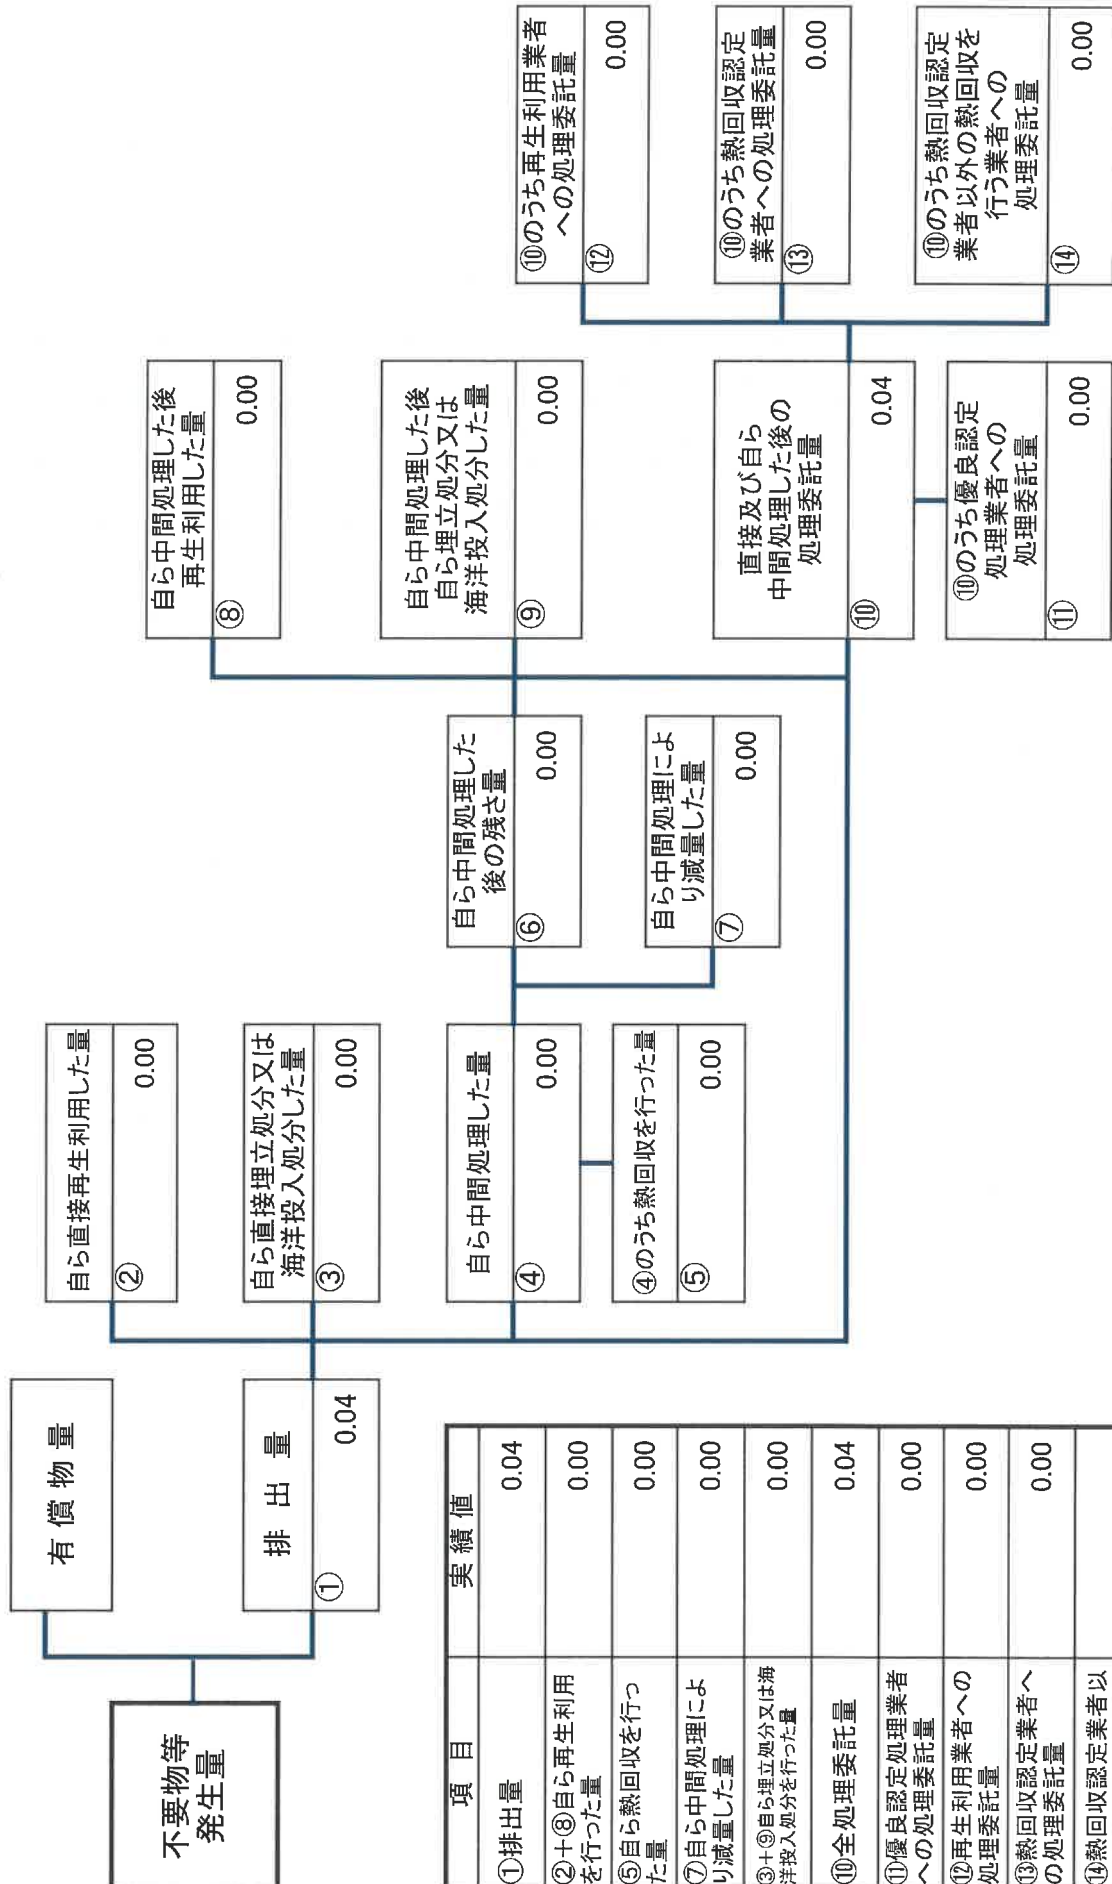 不要物等
発生量
有償物量
排出量
①
0.04
自ら直接再生利用した量
②
0.00
自ら直接埋立処分又は
海洋投入処分した量
③
0.00
自ら中間処理した量
④
0.00
④のうち熱回収を行った量
⑤
0.00
自ら中間処理した
後の残さ量
⑥
0.00
自ら中間処理によ
り減量した量
⑦
0.00
自ら中間処理した後
再生利用した量
⑧
0.00
自ら中間処理した後
自ら埋立処分又は
海洋投入処分した量
⑨
0.00
直接及び自ら
中間処理した後の
処理委託量
⑩
0.04
⑩のうち優良認定
処理業者への
処理委託量
⑪
0.00
⑩のうち再生利用業者
への処理委託量
⑫
0.00
⑩のうち熱回収認定
業者への処理委託量
⑬
0.00
⑩のうち熱回収認定
業者以外の熱回収を
行う業者への
処理委託量
⑭
0.00
項目 実績値
①排出量 0.04
②+⑧自ら再生利用
を行った量 0.00
⑤自ら熱回収を行っ
た量 0.00
⑦自ら中間処理によ
り減量した量 0.00
③+⑨自ら埋立処分又は海
洋投入処分を行った量 0.00
⑩全処理委託量 0.04
⑪優良認定処理業者
への処理委託量 0.00
⑫再生利用業者への
処理委託量 0.00
⑬熱回収認定業者へ
の処理委託量 0.00
⑭熱回収認定業者以